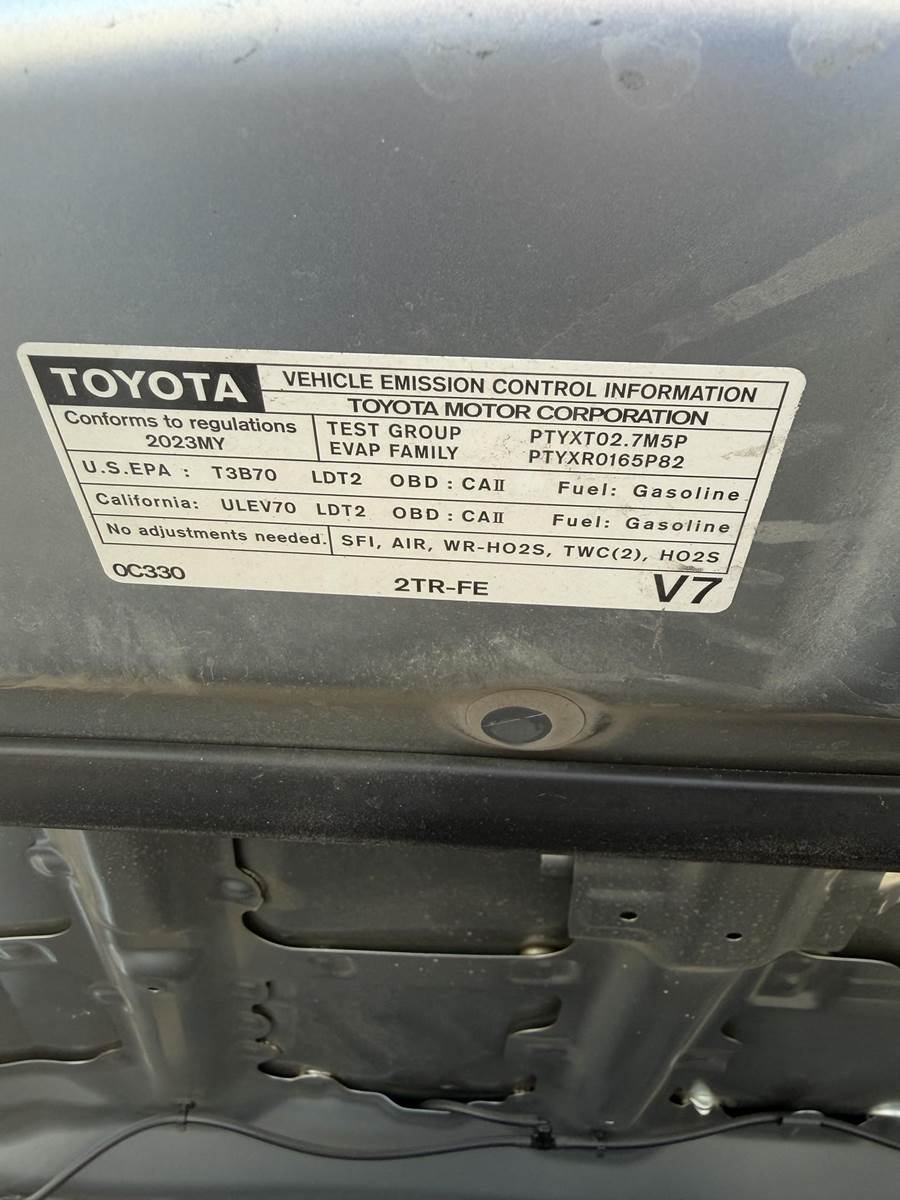 TOYOTA VEHICLE EMISSION CONTROL INFORMATION
TOYOTA MOTOR CORPORATION
Conforms to regulations
2023MY
TEST GROUP PTYXT02.7M5P
EVAP FAMILY PTYXR0165P82
U.S.EPA : T3B70 LDT2 OBD : CAII Fuel: Gasoline
California: ULEV70 LDT2 OBD : CAII Fuel: Gasoline
No adjustments needed. SFI, AIR, WR-HO2S, TWC(2), HO2S
0C330 2TR-FE V7